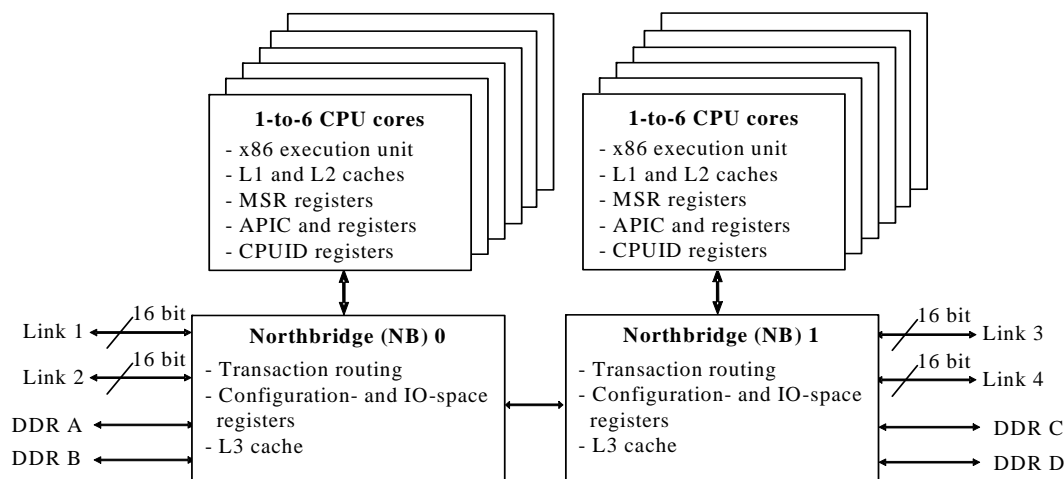 1-to-6 CPU cores
- x86 execution unit
- L1 and L2 caches
- MSR registers
- APIC and registers
- CPUID registers
1-to-6 CPU cores
- x86 execution unit
- L1 and L2 caches
- MSR registers
- APIC and registers
- CPUID registers
Link 1
16 bit
Link 2
16 bit
DDR A
DDR B
Northbridge (NB) 0
- Transaction routing
- Configuration- and IO-space
registers
- L3 cache
Northbridge (NB) 1
- Transaction routing
- Configuration- and IO-space
registers
- L3 cache
16 bit
Link 3
16 bit
Link 4
DDR C
DDR D